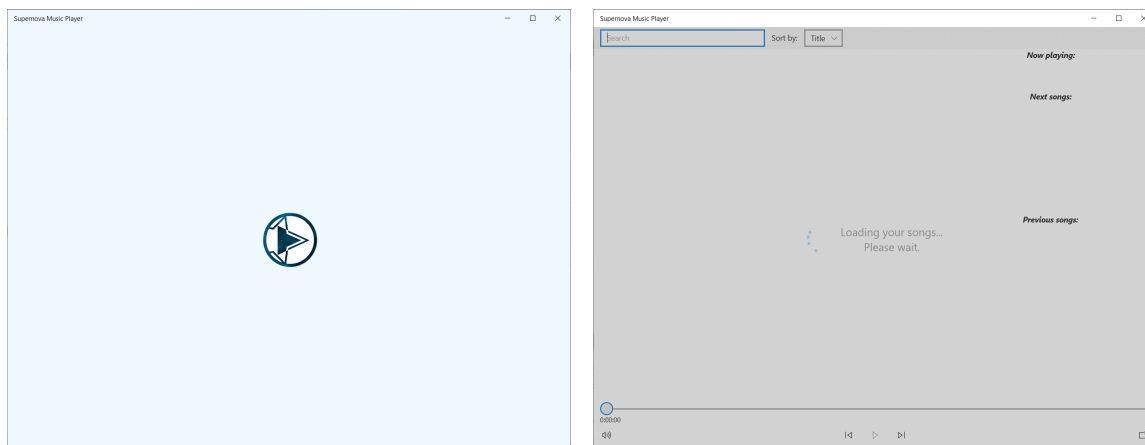 Supernova Music Player
Supernova Music Player
Search
Sort by:
Title
Now playing:
Next songs:
Previous songs:
Loading your songs...
Please wait.
0:00:00